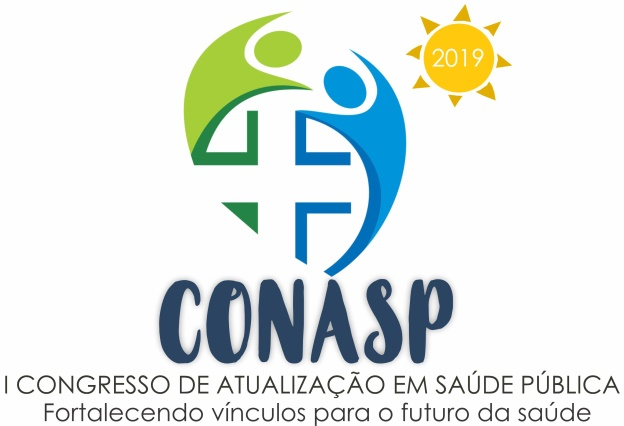 2019
CONASP
I CONGRESSO DE ATUALIZAÇÃO EM SAÚDE PÚBLICA
Fortalecendo vínculos para o futuro da saúde